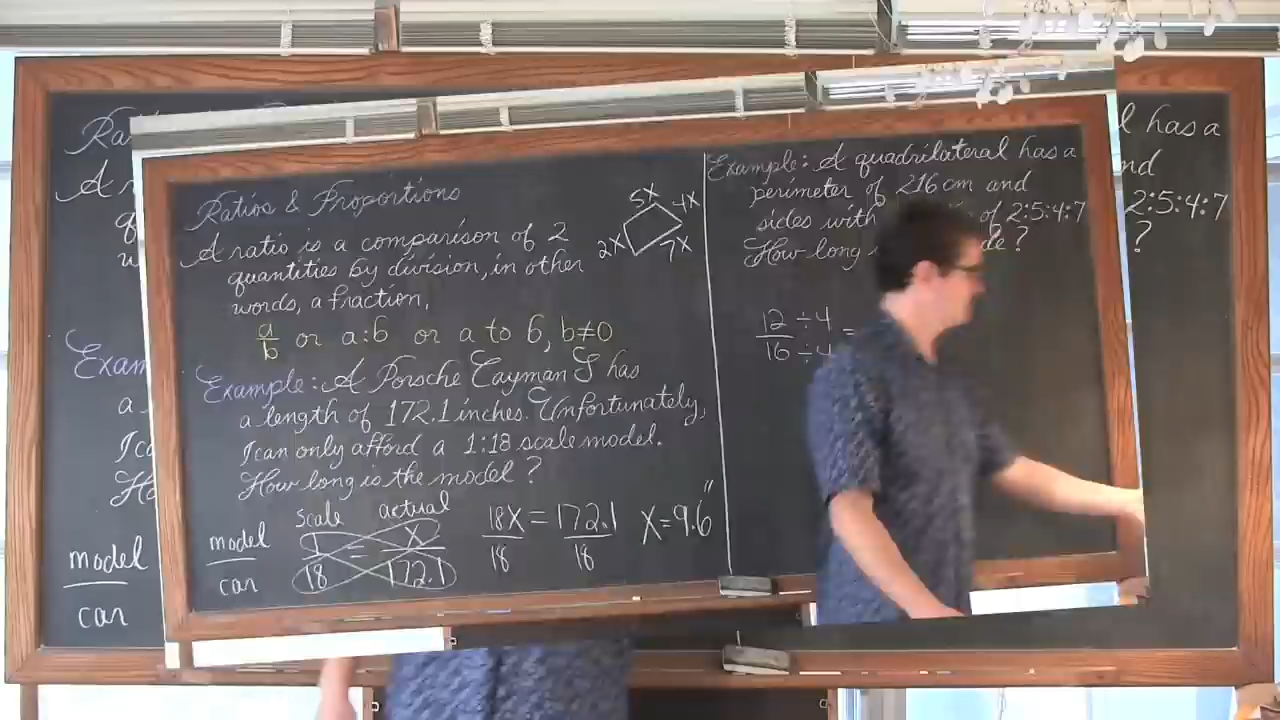 Ratios & Proportions
A ratio is a comparison of 2
quantities by division, in other
words, a fraction,
a/b or a:b or a to b, b≠0
5X
4X
2X
7X
Example: A Porsche Cayman S has
a length of 172.1 inches. Unfortunately,
I can only afford a 1:18 scale model.
How long is the model?
scale actual
model/car 1/18 = X/172.1
18X/18 = 172.1/18 X=9.6"
Example: A quadrilateral has a
perimeter of 216 cm and
sides with of 2:5:4:7
How long
?
12 ÷4
16 ÷4
=
l has a
nd
2:5:4:7
?
Ra
A
Exam
a
I ca
Ho
model
car